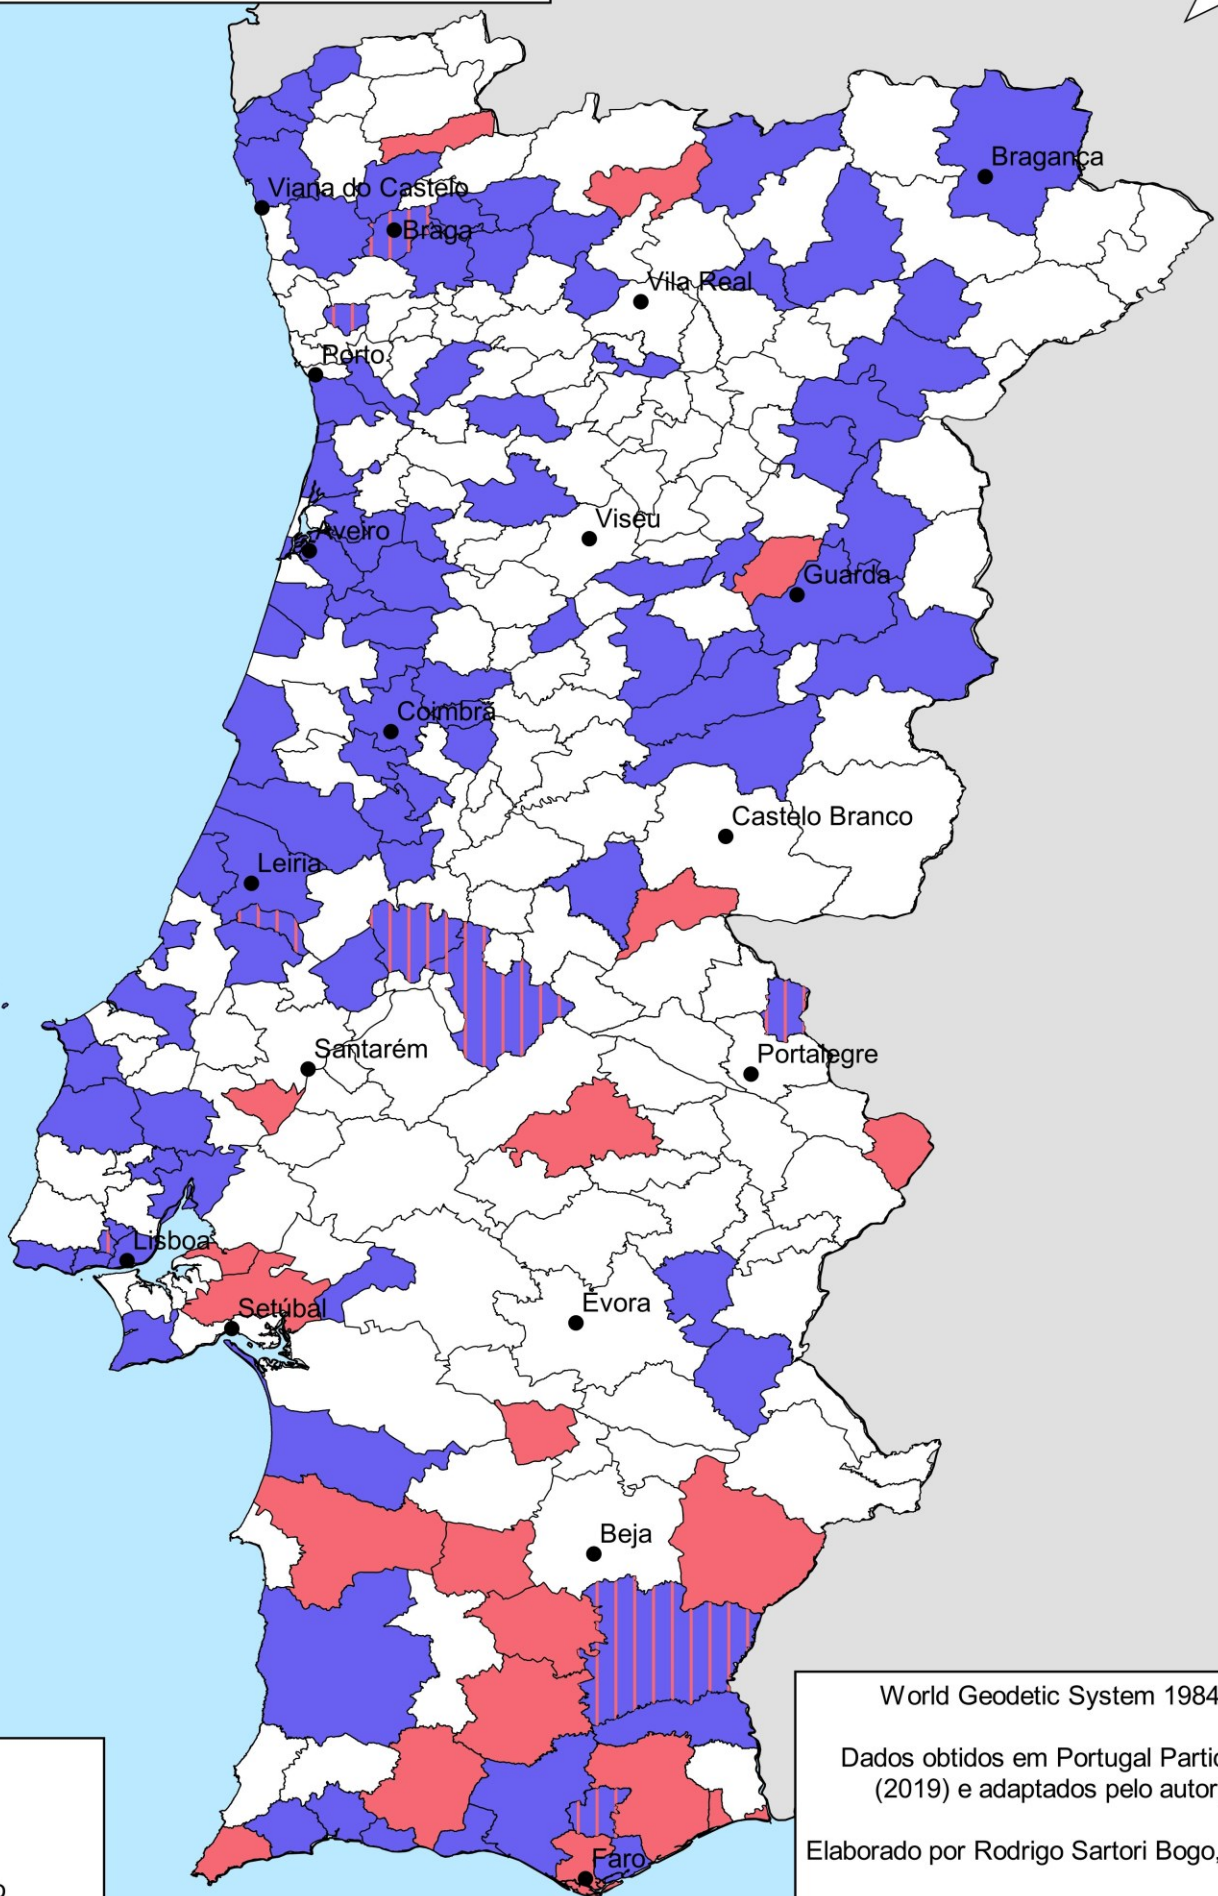 Bragança
Viana do Castelo
Braga
Vila Real
Porto
Viseu
Aveiro
Guarda
Coimbra
Castelo Branco
Leiria
Santarém
Portalegre
Lisboa
Setúbal
Évora
Beja
World Geodetic System 1984
Dados obtidos em Portugal
(2019) e adaptados pelo autor
Elaborado por Rodrigo Sartori Bogo,
Faro